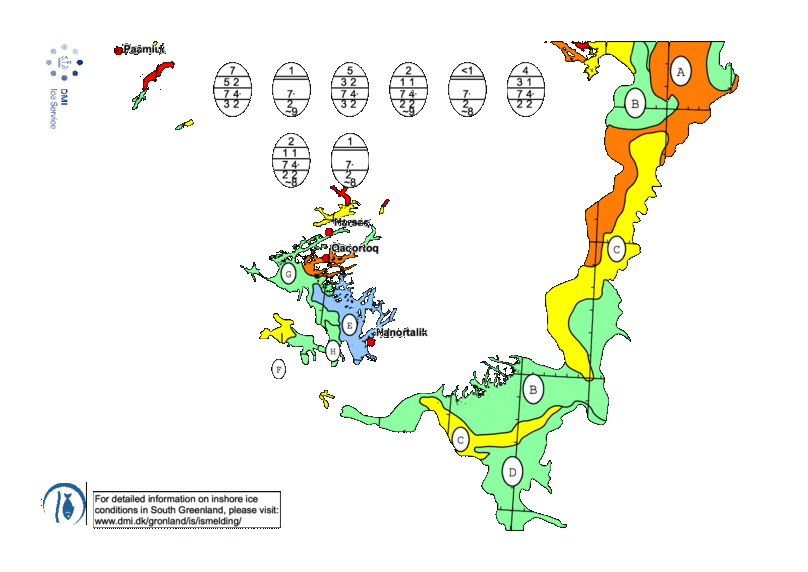 Paamiut
DMI
Ice Service
7
5 2
7 4·
3 2
1
7·
2
~9
5
3 2
7 4·
3 2
2
1 1
7 4·
2 2
~9
<1
7·
2
~8
4
3 1
7 4·
2 2
2
1 1
7 4·
2 2
~8
1
7·
2
~8
A
B
C
Qacortoq
G
E
Nanortalik
H
F
B
C
D
For detailed information on inshore ice
conditions in South Greenland, please visit:
www.dmi.dk/gronland/is/ismelding/